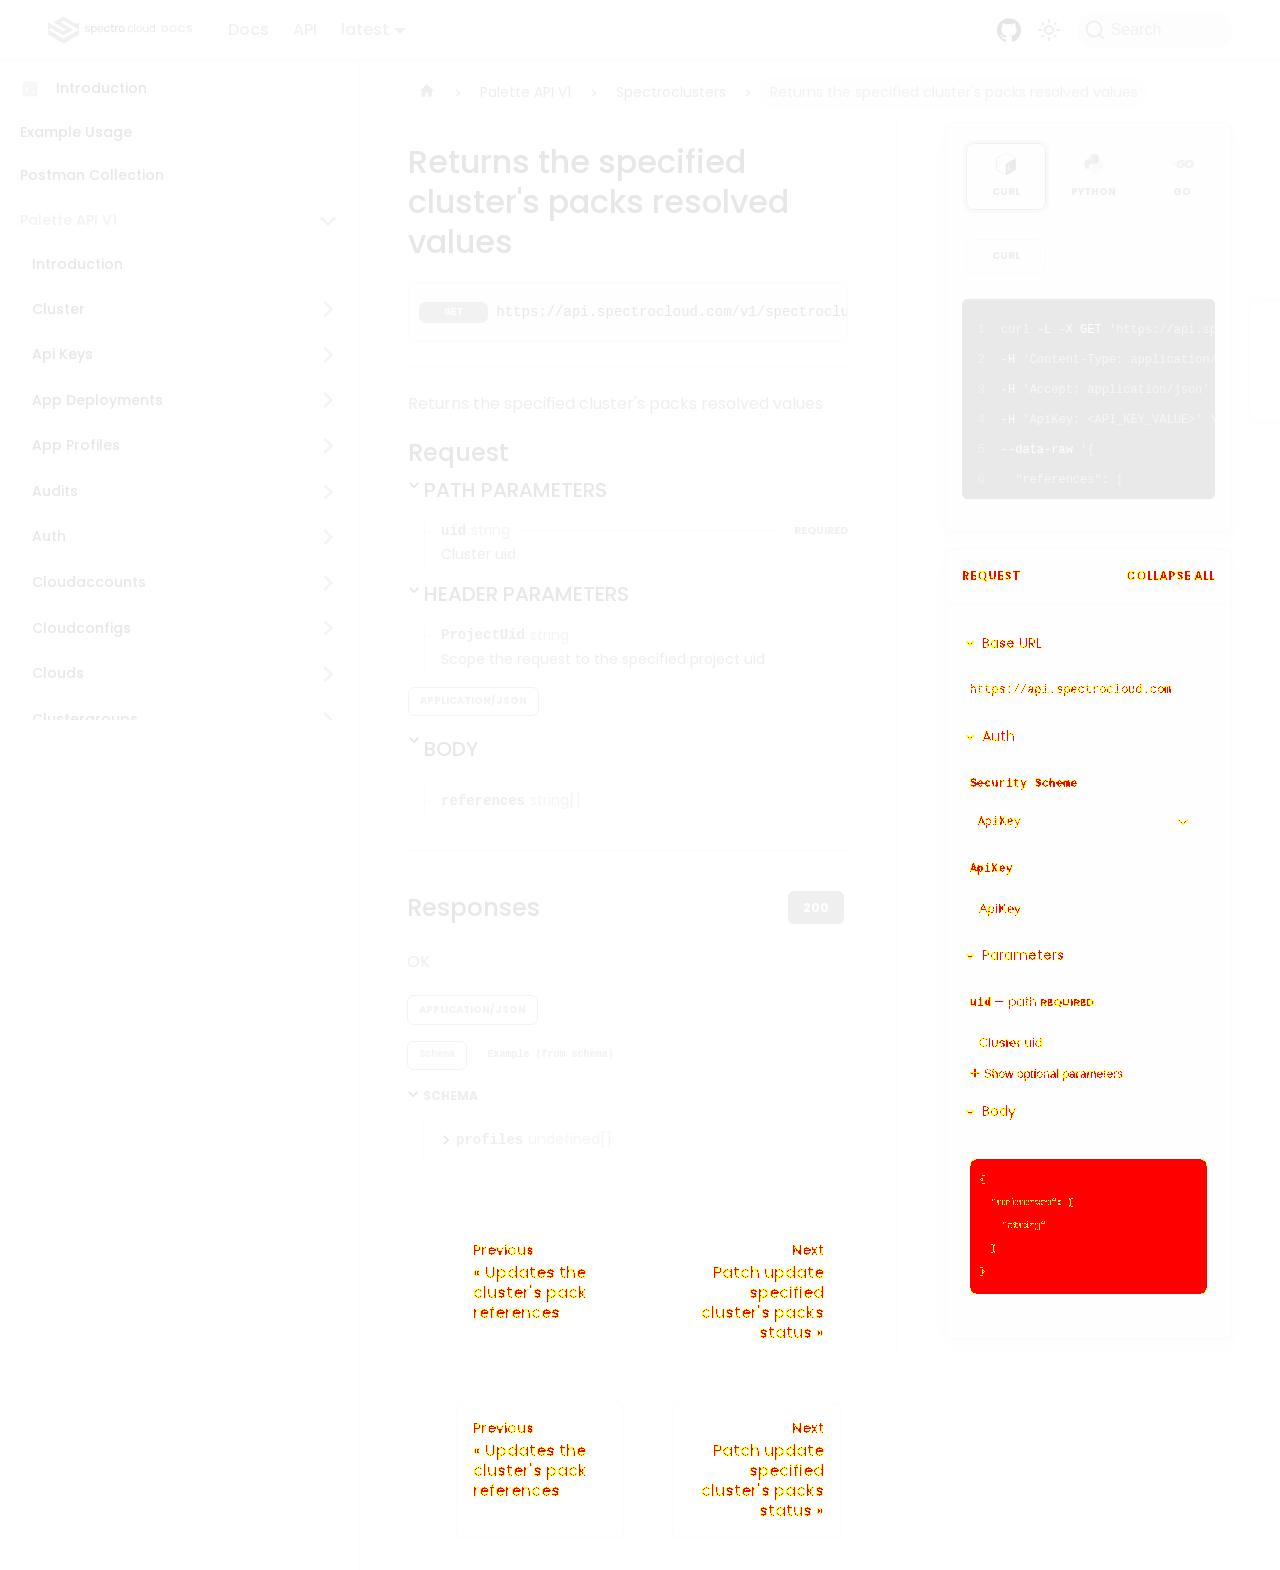 spectro cloud DOCS
Docs
API
latest
Search
Introduction
Example Usage
Postman Collection
Palette API V1
Introduction
Cluster
Api Keys
App Deployments
App Profiles
Audits
Auth
Cloudaccounts
Cloudconfigs
Clouds
Clustergroups
Palette API V1
Spectroclusters
Returns the specified cluster's packs resolved values
Returns the specified
cluster's packs resolved
values
GET https://api.spectrocloud.com/v1/spectroclu
Returns the specified cluster's packs resolved values
Request
PATH PARAMETERS
uid string REQUIRED
Cluster uid
HEADER PARAMETERS
ProjectUid string
Scope the request to the specified project uid
APPLICATION/JSON
BODY
references string[]
Responses
200
OK
APPLICATION/JSON
Schema
Example (from schema)
SCHEMA
profiles undefined[]
Previous
« Updates the
cluster's pack
references
Next
Patch update
specified
cluster's packs
status »
Previous
« Updates the
cluster's pack
references
Next
Patch update
specified
cluster's packs
status »
CURL
PYTHON
GO
CURL
1 curl -L -X GET 'https://api.sp
2 -H 'Content-Type: application/
3 -H 'Accept: application/json'
4 -H 'ApiKey: <API_KEY_VALUE>' \
5 --data-raw '{
6 "references": [
REQUEST
COLLAPSE ALL
Base URL
https://api.spectrocloud.com
Auth
Security Scheme
ApiKey
ApiKey
ApiKey
Parameters
uid — path REQUIRED
Cluster uid
Show optional parameters
Body
{
"references": [
"string"
]
}